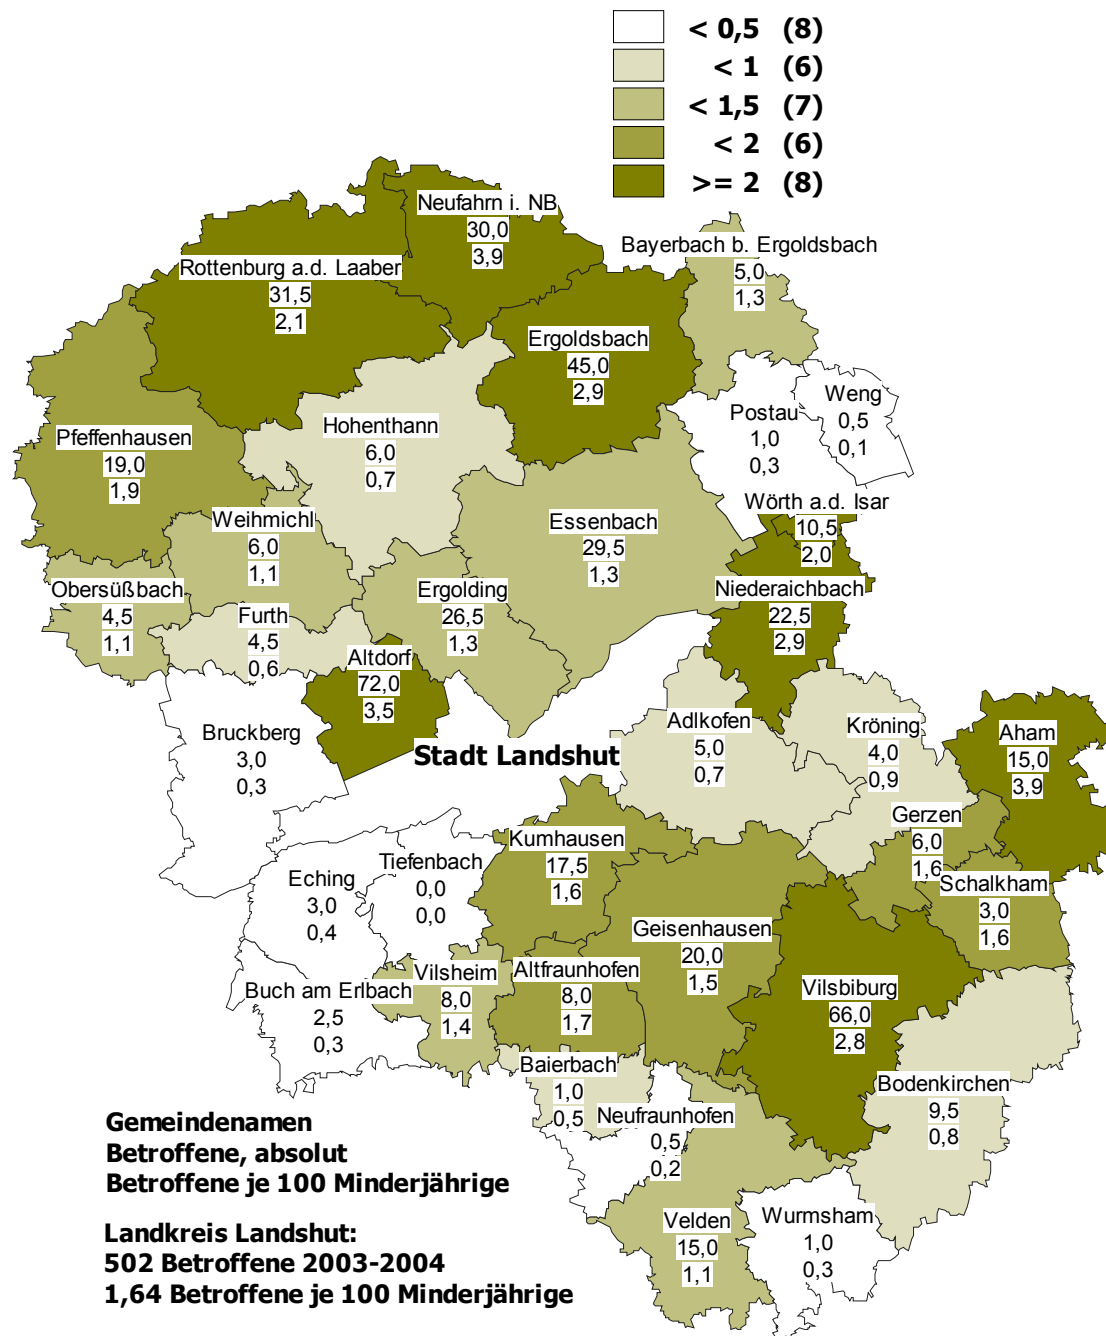 < 0,5 (8)
< 1 (6)
< 1,5 (7)
< 2 (6)
>= 2 (8)
Neufahrn i. NB
30,0
3,9
Bayerbach b. Ergoldsbach
5,0
1,3
Rottenburg a.d. Laaber
31,5
2,1
Ergoldsbach
45,0
2,9
Weng
0,5
0,1
Postau
1,0
0,3
Hohenthann
6,0
0,7
Pfeffenhausen
19,0
1,9
Wörth a.d. Isar
10,5
2,0
Weihmichl
6,0
1,1
Essenbach
29,5
1,3
Obersüßbach
4,5
1,1
Ergolding
26,5
1,3
Niederaichbach
22,5
2,9
Furth
4,5
0,6
Altdorf
72,0
3,5
Bruckberg
3,0
0,3
Stadt Landshut
Adlkofen
5,0
0,7
Kröning
4,0
0,9
Aham
15,0
3,9
Gerzen
6,0
1,6
Kumhausen
17,5
1,6
Tiefenbach
0,0
0,0
Eching
3,0
0,4
Schalkham
3,0
1,6
Geisenhausen
20,0
1,5
Vilsheim
8,0
1,4
Altfraunhofen
8,0
1,7
Vilsbiburg
66,0
2,8
Buch am Erlbach
2,5
0,3
Baierbach
1,0
0,5
Bodenkirchen
9,5
0,8
Neufraunhofen
0,5
0,2
Velden
15,0
1,1
Wurmsham
1,0
0,3
Gemeindenamen
Betroffene, absolut
Betroffene je 100 Minderjährige
Landkreis Landshut:
502 Betroffene 2003-2004
1,64 Betroffene je 100 Minderjährige